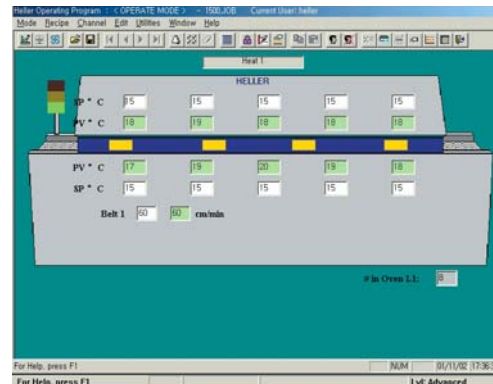 Heller Operating Program : < OPERATE MODE > - 1500.JOB Current User: heller
Mode Recipe Channel Edit Utilities Window Help
Heat 1
HELLER
SP ° C 15 15 15 15 15
PV ° C 18 19 18 18 18
PV ° C 17 19 20 19 18
SP ° C 15 15 15 15 15
Belt 1 60 60 cm/min
# in Oven L1:
For Help, press F1 NUM 01/11/02 17:36:
For Help, press F1 Lvl: Advanced